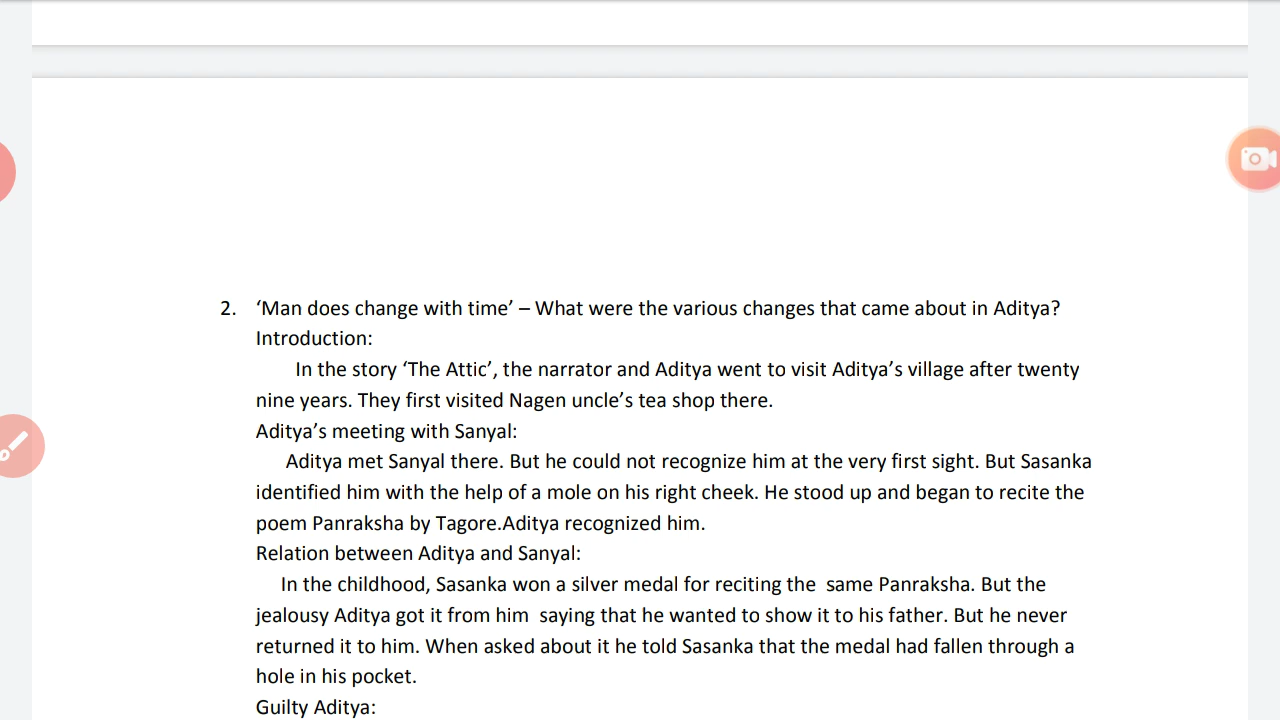 2. ‘Man does change with time’ – What were the various changes that came about in Aditya?
Introduction:
In the story ‘The Attic’, the narrator and Aditya went to visit Aditya’s village after twenty
nine years. They first visited Nagen uncle’s tea shop there.
Aditya’s meeting with Sanyal:
Aditya met Sanyal there. But he could not recognize him at the very first sight. But Sasanka
identified him with the help of a mole on his right cheek. He stood up and began to recite the
poem Panraksha by Tagore.Aditya recognized him.
Relation between Aditya and Sanyal:
In the childhood, Sasanka won a silver medal for reciting the same Panraksha. But the
jealousy Aditya got it from him saying that he wanted to show it to his father. But he never
returned it to him. When asked about it he told Sasanka that the medal had fallen through a
hole in his pocket.
Guilty Aditya: